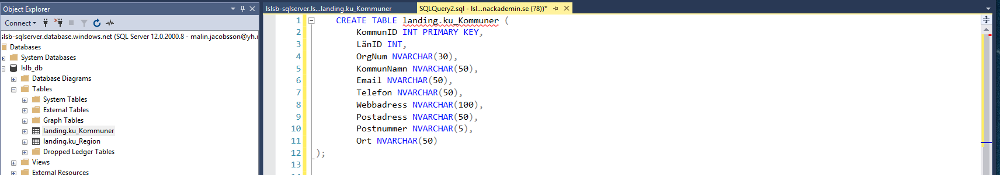 Object Explorer
Connect
slsb-sqlserver.database.windows.net (SQL Server 12.0.2000.8 - malin.jacobsson@yh.
Databases
System Databases
lslb_db
Database Diagrams
Tables
System Tables
External Tables
Graph Tables
landing.ku_Kommuner
landing.ku_Region
Dropped Ledger Tables
Views
External Resources
lslsb-sqlserver.ls...landing.ku_Kommuner
SQLQuery2.sql - lsl...nackademin.se (78))*
1 CREATE TABLE landing.ku_Kommuner (
2 KommunID INT PRIMARY KEY,
3 LänID INT,
4 OrgNum NVARCHAR(30),
5 KommunNamn NVARCHAR(50),
6 Email NVARCHAR(50),
7 Telefon NVARCHAR(50),
8 Webbadress NVARCHAR(100),
9 Postadress NVARCHAR(50),
10 Postnummer NVARCHAR(5),
11 Ort NVARCHAR(50)
12 );
13